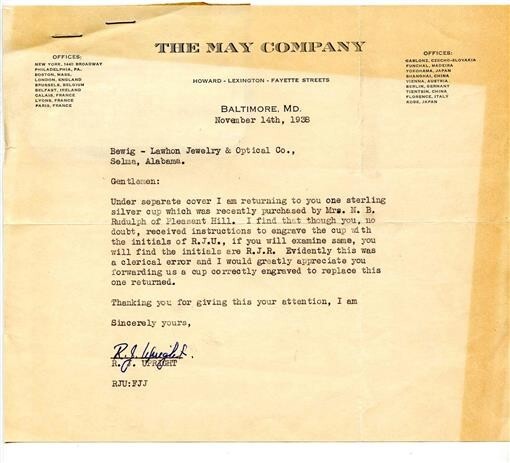 THE MAY COMPANY
OFFICES:
NEW YORK, 1440 BROADWAY
PHILADELPHIA, PA.
BOSTON, MASS.
LONDON, ENGLAND
BRUSSELS, BELGIUM
BELFAST, IRELAND
CALAIS, FRANCE
LYONS, FRANCE
PARIS, FRANCE
HOWARD - LEXINGTON - FAYETTE STREETS
OFFICES:
GABLONZ, CZECHO-SLOVAKIA
FUNCHAL, MADEIRA
YOKOHAMA, JAPAN
SHANGHAI, CHINA
VIENNA, AUSTRIA
BERLIN, GERMANY
TIENTSIN, CHINA
FLORENCE, ITALY
KOBE, JAPAN
BALTIMORE, MD.
November 14th, 1938
Bewig - Lawhon Jewelry & Optical Co.,
Selma, Alabama.
Gentlemen:
Under separate cover I am returning to you one sterling
silver cup which was recently purchased by Mrs. N. B.
Rudulph of Pleasant Hill. I find that though you, no
doubt, received instructions to engrave the cup with
the initials of R.J.U., if you will examine same, you
will find the initials are R.J.R. Evidently this was
a clerical error and I would greatly appreciate you
forwarding us a cup correctly engraved to replace this
one returned.
Thanking you for giving this your attention, I am
Sincerely yours,
R. J. Upright.
R. J. UPRIGHT
RJU:FJJ